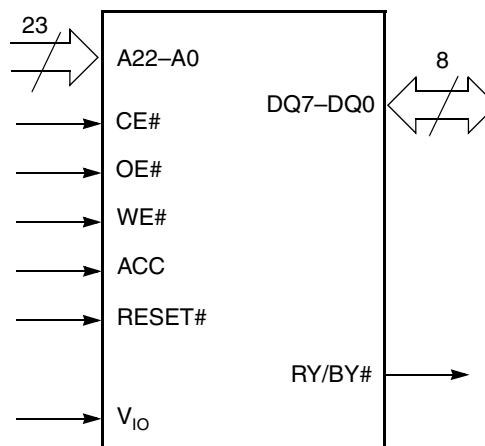 23
A22–A0
8
DQ7–DQ0
CE#
OE#
WE#
ACC
RESET#
RY/BY#
VIO